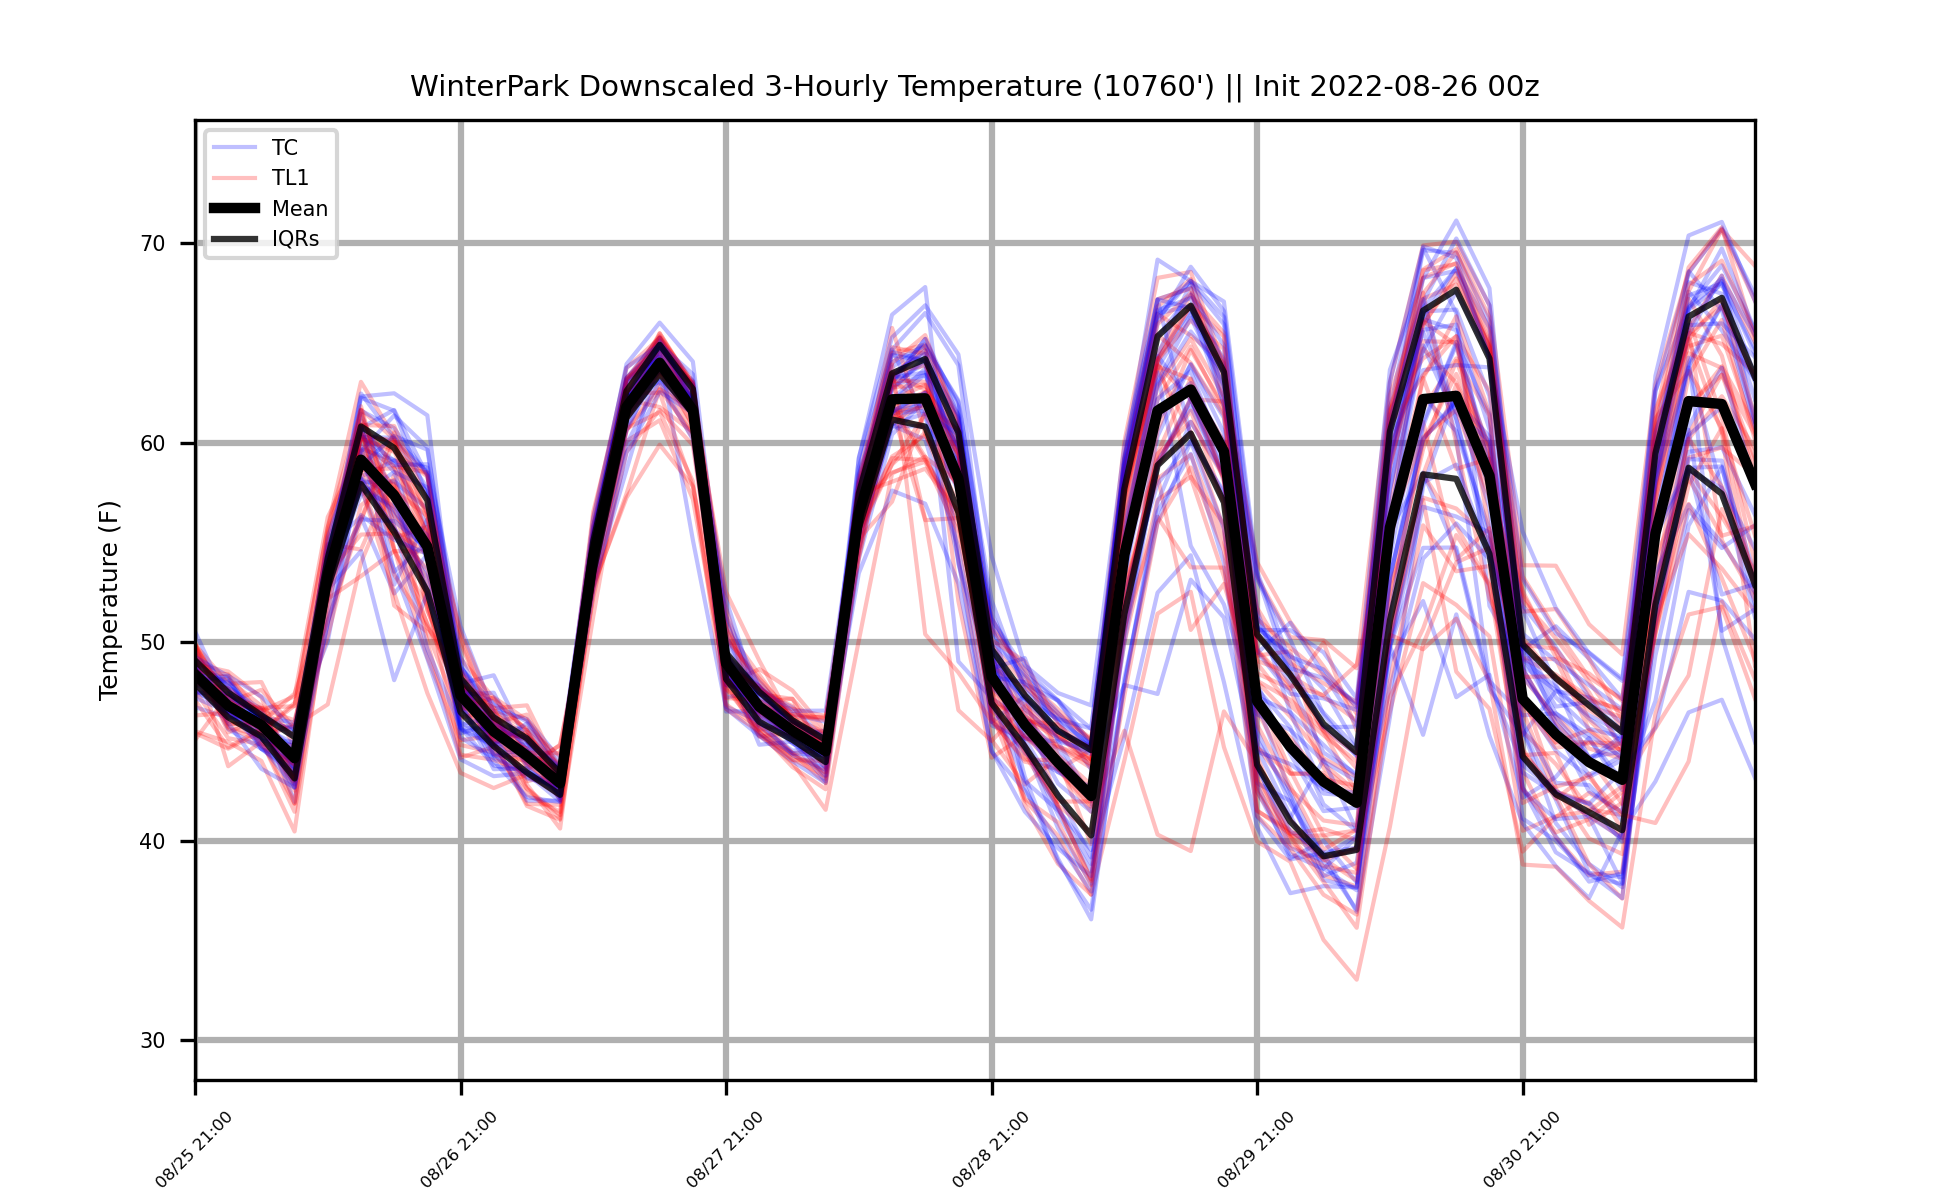 WinterPark Downscaled 3-Hourly Temperature (10760') || Init 2022-08-26 00z
TC
TL1
Mean
IQRs
Temperature (F)
70
60
50
40
30
08/25 21:00
08/26 21:00
08/27 21:00
08/28 21:00
08/29 21:00
08/30 21:00